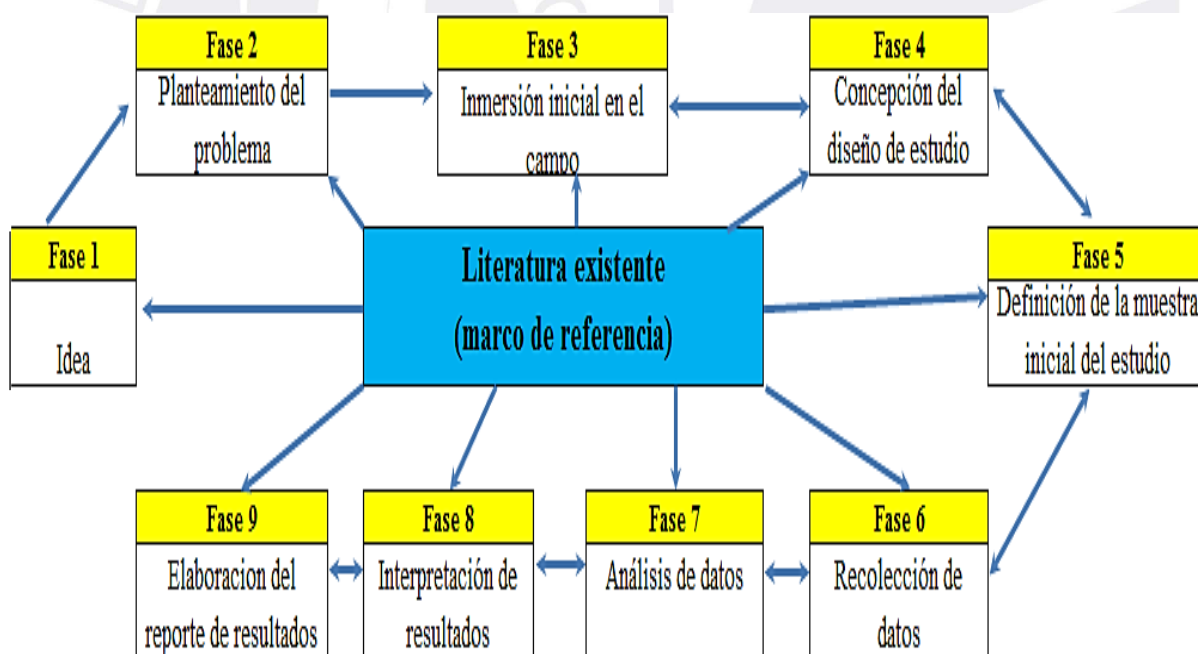 Fase 2
Planteamiento del
problema
Fase 3
Inmersión inicial en el
campo
Fase 4
Concepción del
diseño de estudio
Fase 1
Idea
Literatura existente
(marco de referencia)
Fase 5
Definición de la muestra
inicial del estudio
Fase 9
Elaboracion del
reporte de resultados
Fase 8
Interpretación de
resultados
Fase 7
Análisis de datos
Fase 6
Recolección de
datos